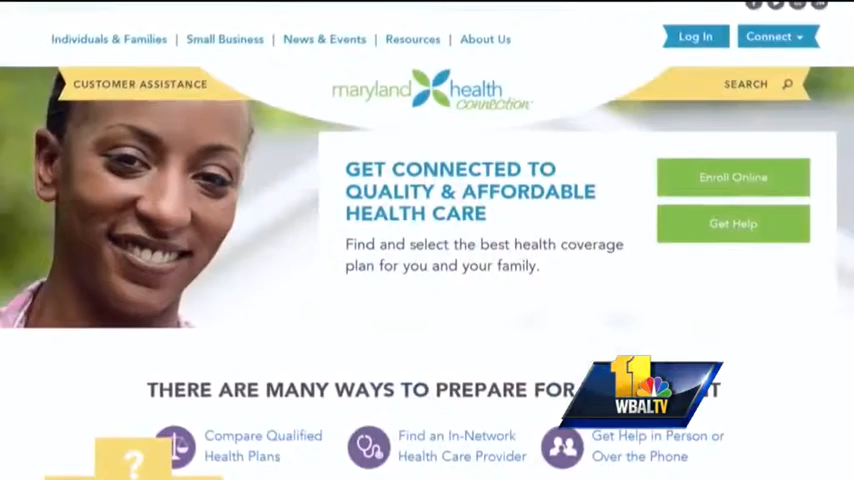 Individuals & Families | Small Business | News & Events | Resources | About Us
Log In
Connect
CUSTOMER ASSISTANCE
maryland health
connection
SEARCH
GET CONNECTED TO
QUALITY & AFFORDABLE
HEALTH CARE
Find and select the best health coverage
plan for you and your family.
Enroll Online
Get Help
THERE ARE MANY WAYS TO PREPARE FOR
11
WBALTV
Compare Qualified
Health Plans
Find an In-Network
Health Care Provider
Get Help in Person or
Over the Phone
?